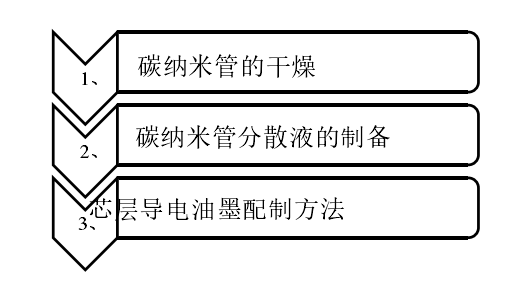 1、 碳纳米管的干燥
2、 碳纳米管分散液的制备
3、 芯层导电油墨配制方法